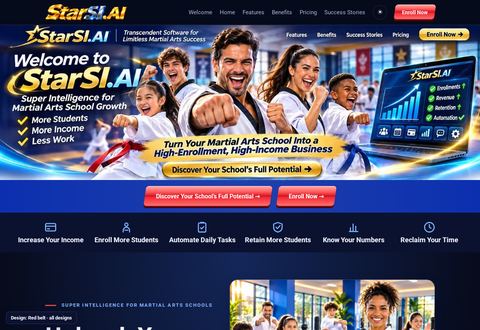 StarSI.AI
Welcome Home Features Benefits Pricing Success Stories
Enroll Now
StarSI.AI
Transcendent Software for
Limitless Martial Arts Success
Features Benefits Success Stories Pricing Enroll Now →
Welcome to
StarSI.AI
Super Intelligence for
Martial Arts School Growth
✓ More Students
✓ More Income
✓ Less Work
StarSI.AI
Enrollments ↑
Revenue ↑
Retention ↑
Automation ✓
Turn Your Martial Arts School Into a
High-Enrollment, High-Income Business
Discover Your School's Full Potential →
Discover Your School's Full Potential →
Enroll Now →
Increase Your Income
Enroll More Students
Automate Daily Tasks
Retain More Students
Know Your Numbers
Reclaim Your Time
SUPER INTELLIGENCE FOR MARTIAL ARTS SCHOOLS
Design: Red belt · all designs